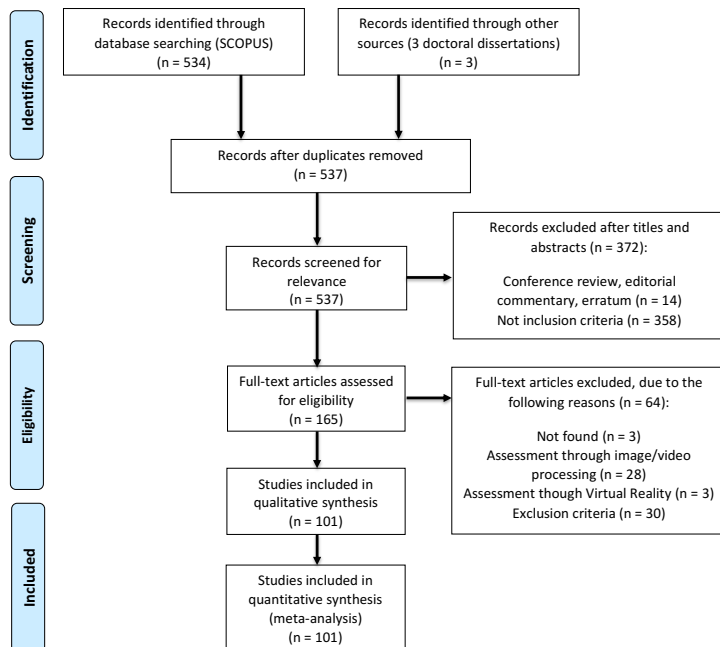 Identification
Records identified through
database searching (SCOPUS)
(n = 534)
Records identified through other
sources (3 doctoral dissertations)
(n = 3)
Records after duplicates removed
(n = 537)
Screening
Records screened for
relevance
(n = 537)
Records excluded after titles and
abstracts (n = 372):
Conference review, editorial
commentary, erratum (n = 14)
Not inclusion criteria (n = 358)
Eligibility
Full-text articles assessed
for eligibility
(n = 165)
Full-text articles excluded, due to the
following reasons (n = 64):
Not found (n = 3)
Assessment through image/video
processing (n = 28)
Assessment though Virtual Reality (n = 3)
Exclusion criteria (n = 30)
Studies included in
qualitative synthesis
(n = 101)
Included
Studies included in
quantitative synthesis
(meta-analysis)
(n = 101)